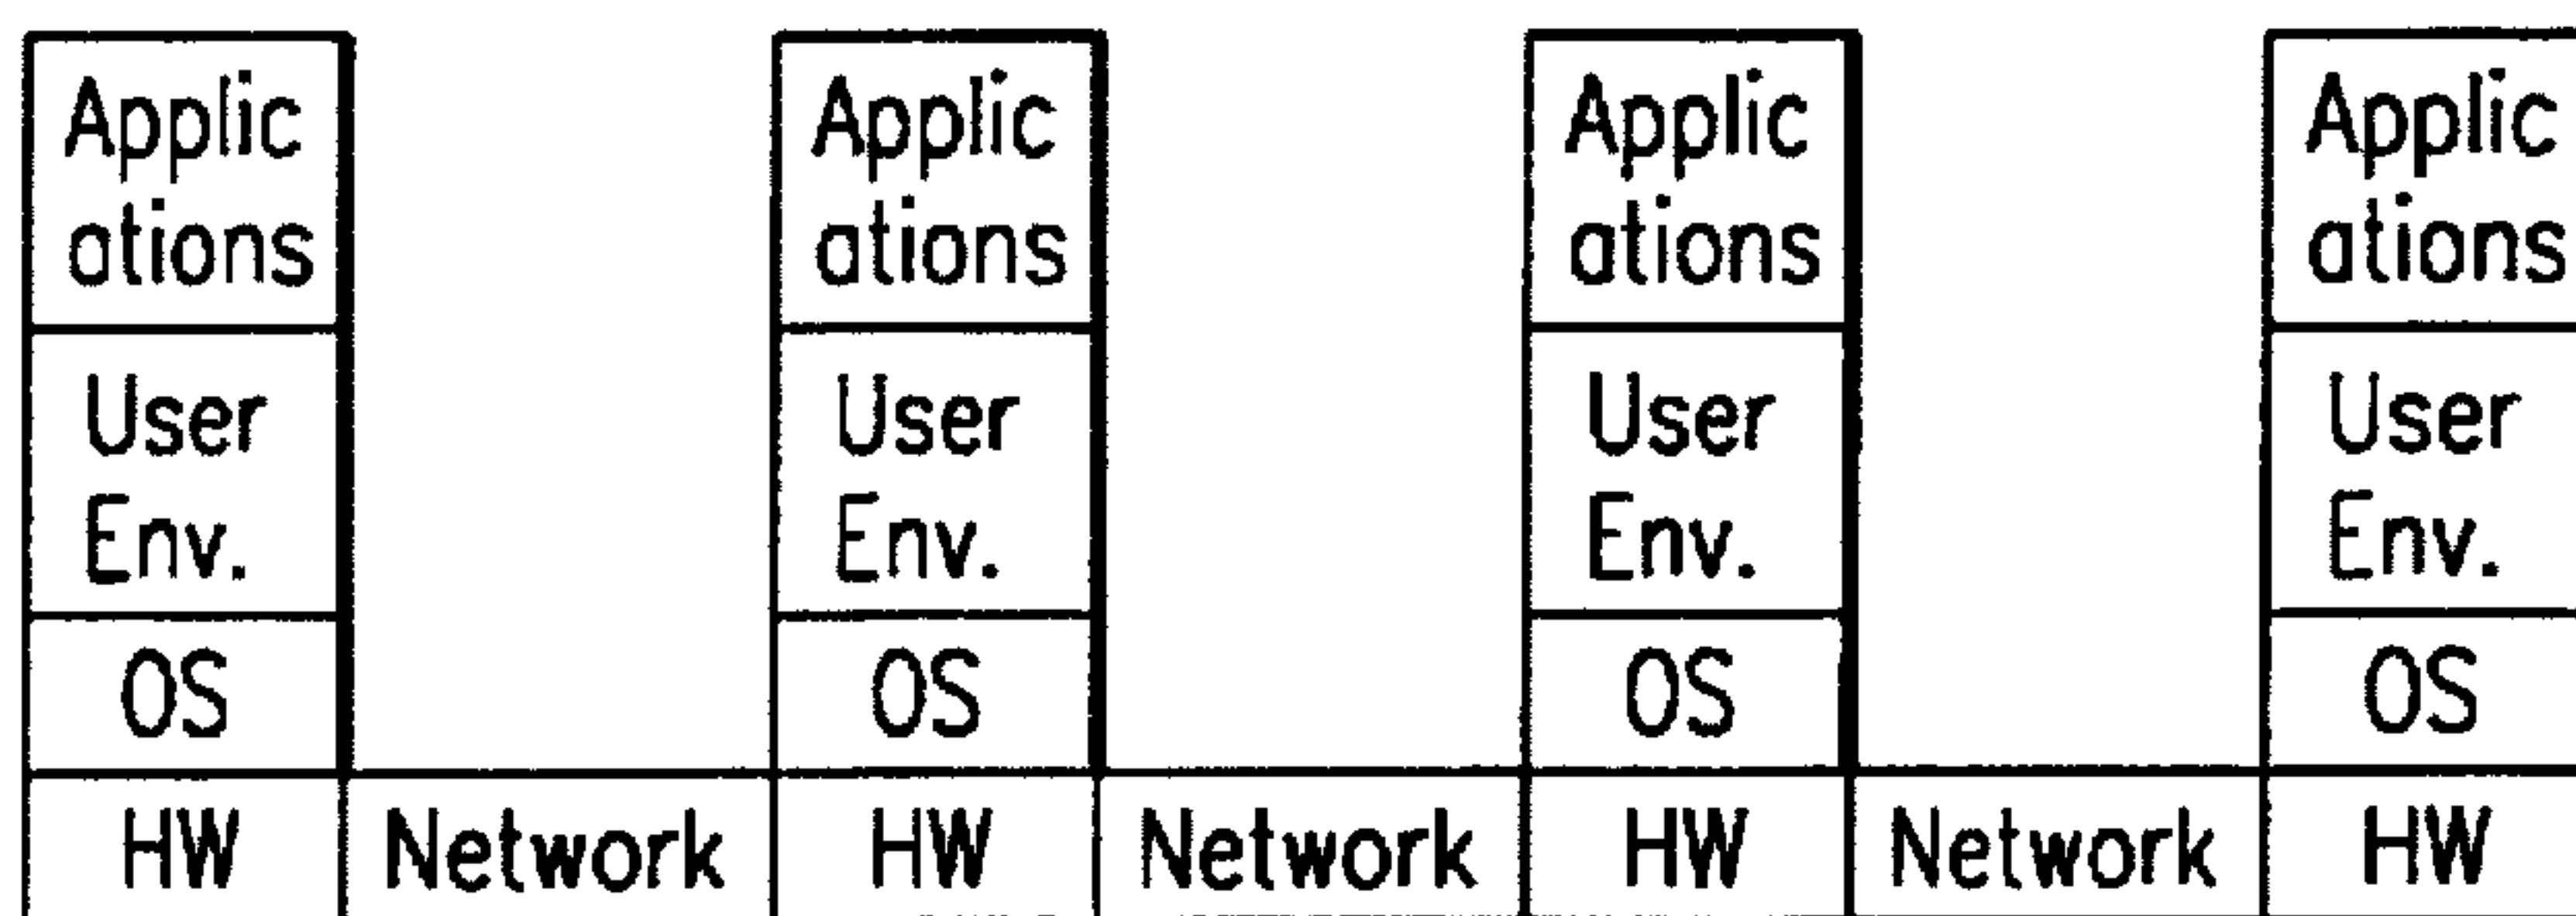 Applic
ations
User
Env.
OS
HW
Network
Applic
ations
User
Env.
OS
HW
Network
Applic
ations
User
Env.
OS
HW
Network
Applic
ations
User
Env.
OS
HW